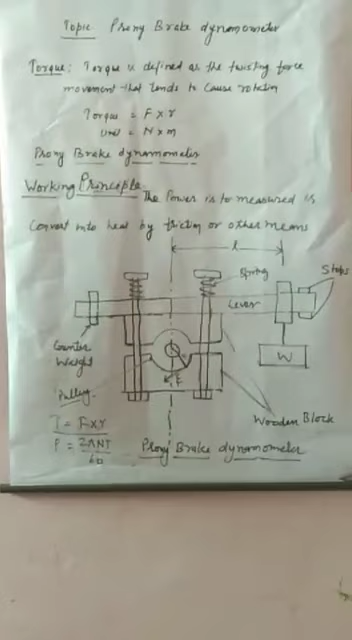 Topic Prony Brake dynamometer
Torque: Torque is defined as the twisting force
movement that tends to cause rotation
Torque = F x r
Unit = N x m
Prony Brake dynamometer
Working Principle
The Power is to measured is
Convert into heat by friction or other means
l
Spring
Stops
Lever
Counter
Weight
W
Pulley
F
Wooden Block
T = F x r
P = 2πNT
60
Prony Brake dynamometer